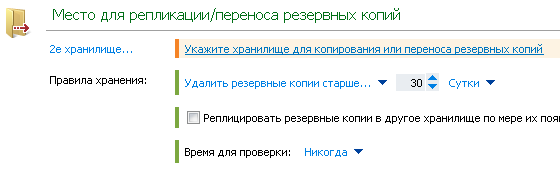 Место для репликации/переноса резервных копий
2е хранилище... Укажите хранилище для копирования или переноса резервных копий
Правила хранения: Удалить резервные копии старше... 30 Сутки
Реплицировать резервные копии в другое хранилище по мере их
Время для проверки: Никогда